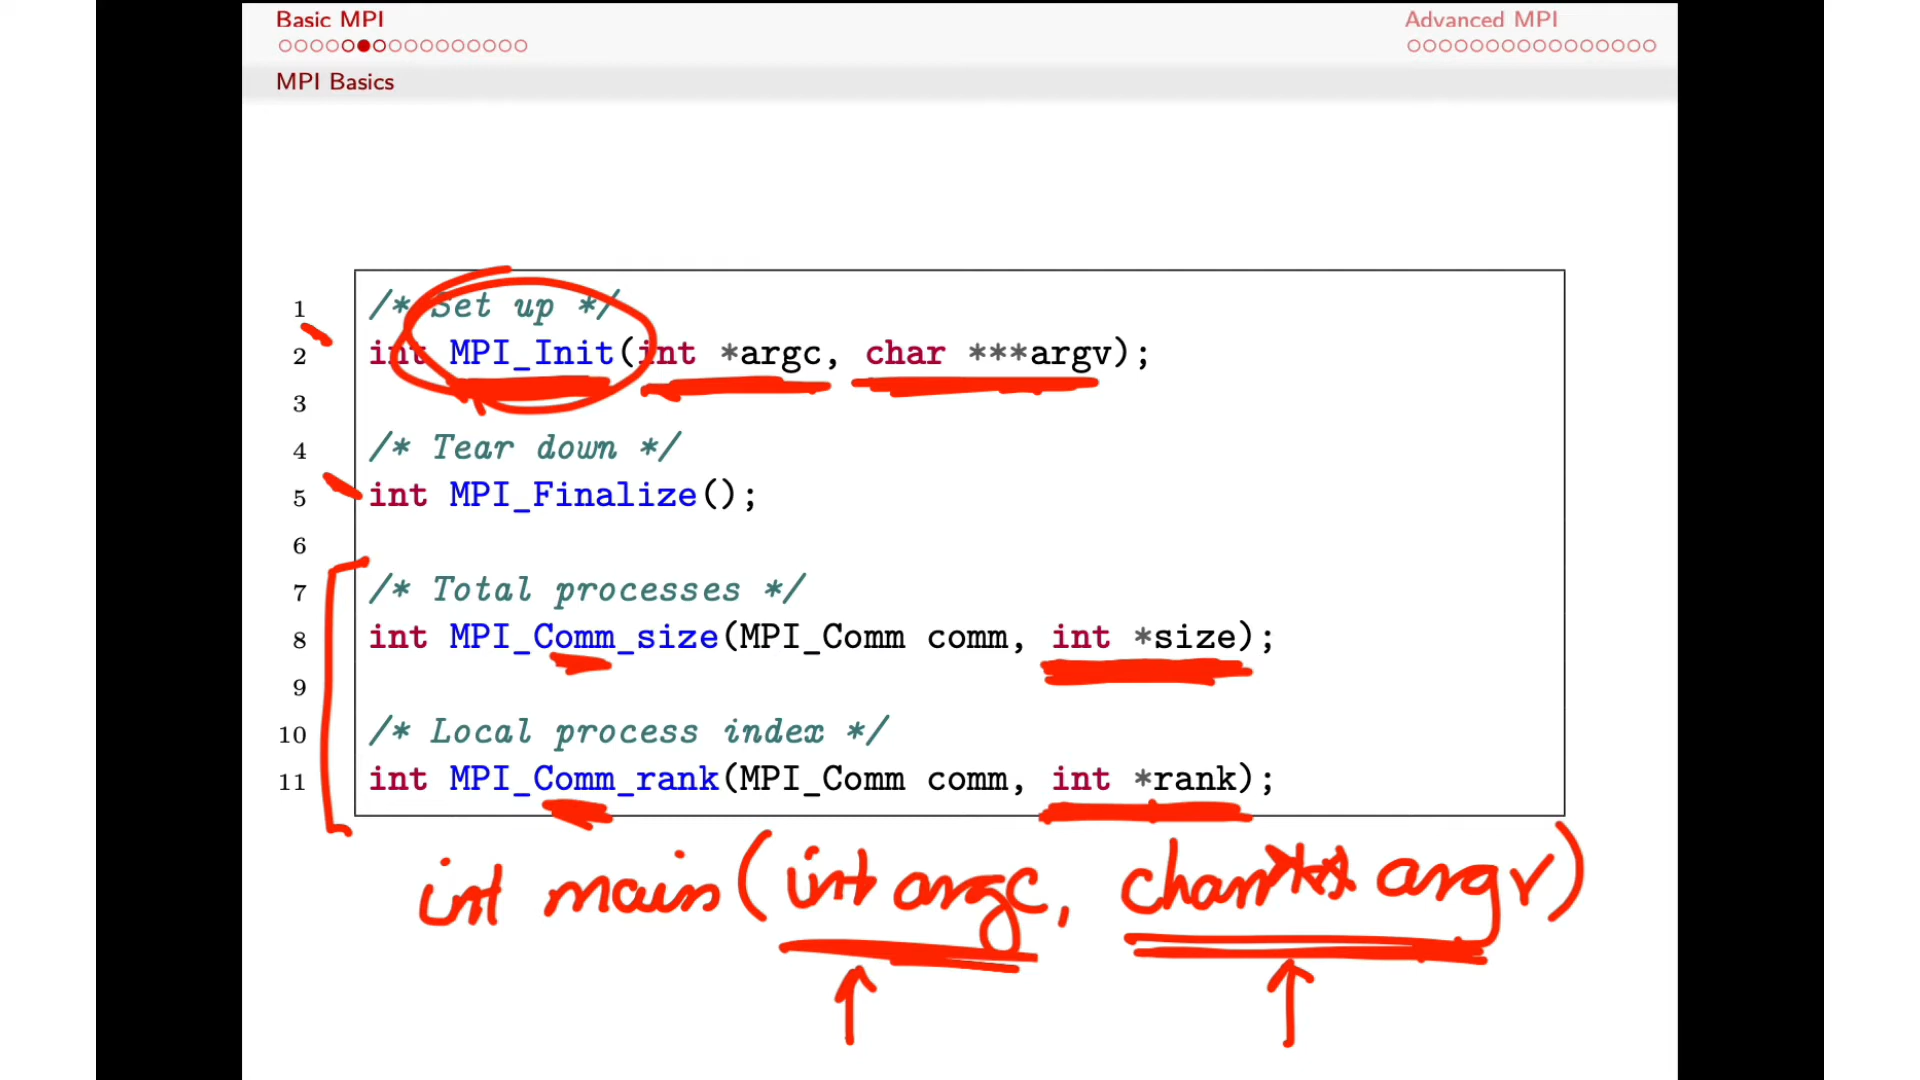 Basic MPI
Advanced MPI
MPI Basics
1 /* Set up */
2 int MPI_Init(int *argc, char ***argv);
3
4 /* Tear down */
5 int MPI_Finalize();
6
7 /* Total processes */
8 int MPI_Comm_size(MPI_Comm comm, int *size);
9
10 /* Local process index */
11 int MPI_Comm_rank(MPI_Comm comm, int *rank);
int main(int argc, char** argv)